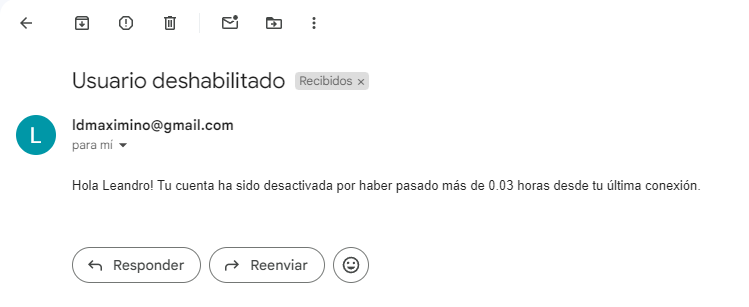 Usuario deshabilitado Recibidos ×
L
ldmaximino@gmail.com
para mí
Hola Leandro! Tu cuenta ha sido desactivada por haber pasado más de 0.03 horas desde tu última conexión.
Responder Reenviar